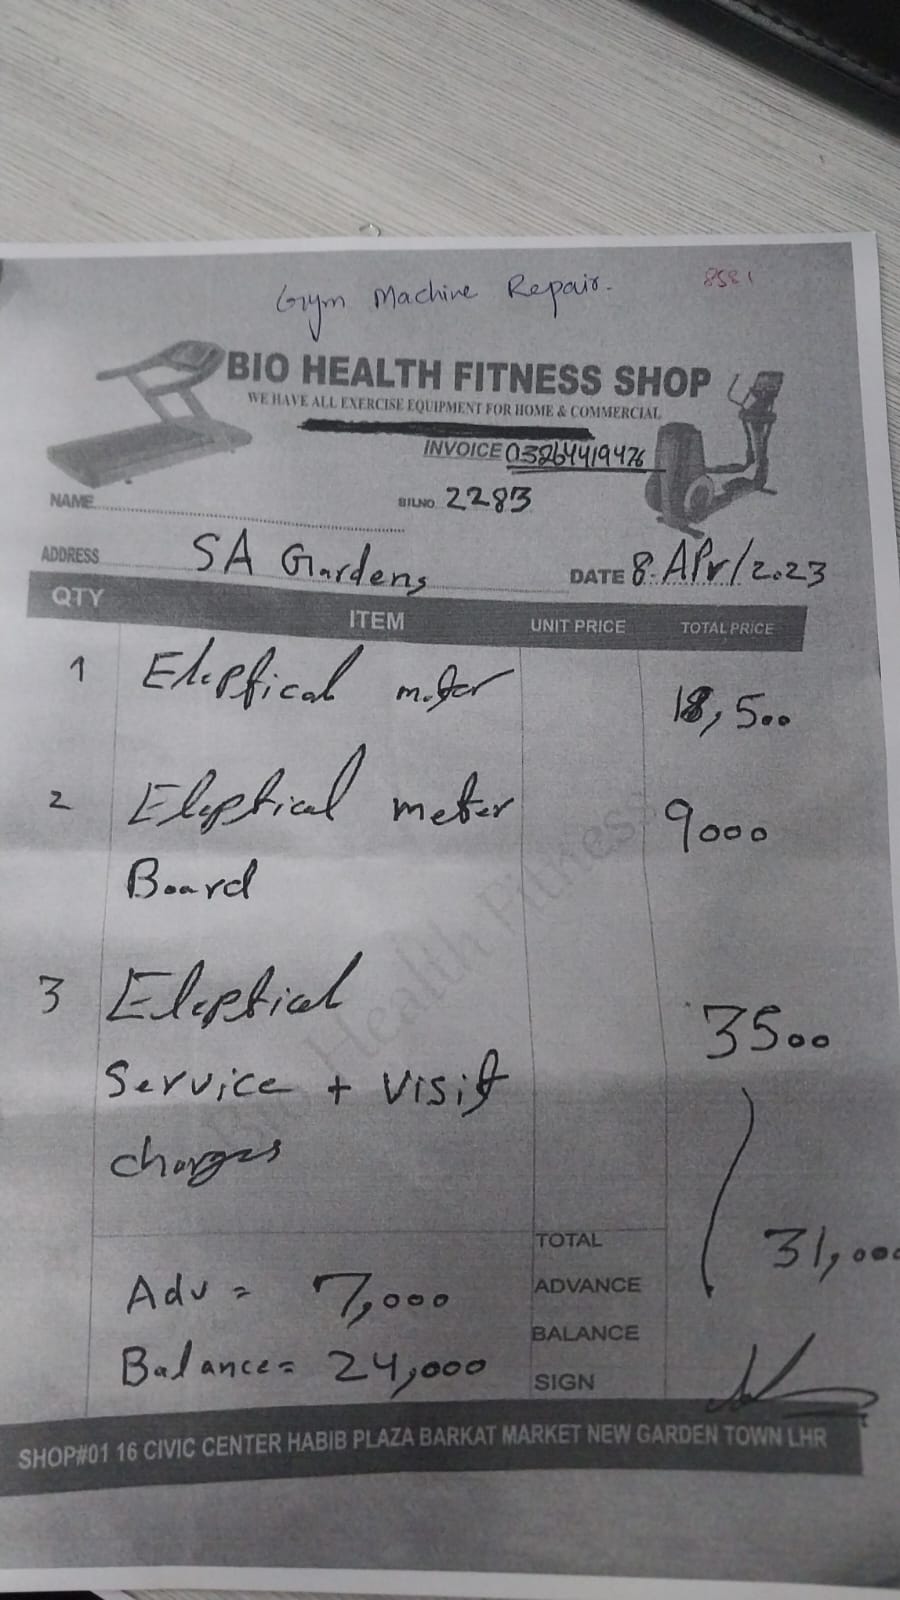 Gym Machine Repair.
8581
BIO HEALTH FITNESS SHOP
WE HAVE ALL EXERCISE EQUIPMENT FOR HOME & COMMERCIAL
INVOICE 03264419476
NAME
BILNO. 2283
ADDRESS SA Gardens
DATE 8.APr/2023
QTY ITEM UNIT PRICE TOTAL PRICE
1 Eleptical motor 18,500
2 Eleptical meter 9000
Board
3 Eleptical 3500
Service + visit
charges
TOTAL 31,000
Adv = 7,000 ADVANCE
BALANCE
Balance= 24,000
SIGN
SHOP#01 16 CIVIC CENTER HABIB PLAZA BARKAT MARKET NEW GARDEN TOWN LHR
Bio Health Fitness